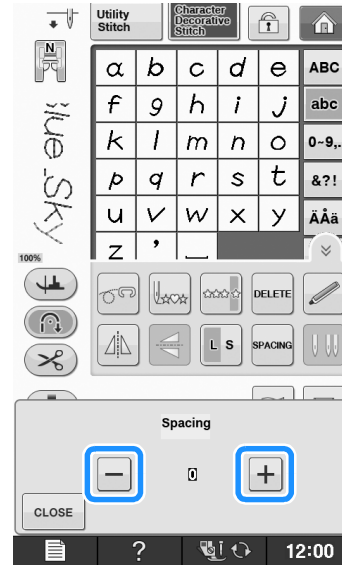 Utility
Stitch
Character
Decorative
Stitch
N
a b c d e ABC
f g h i j abc
k l m n o 0~9,.
p q r s t &?!
u v w x y ÄÅä
z ’ _
Blue Sky
100%
DELETE
L S
SPACING
Spacing
− 0 +
CLOSE
? 12:00